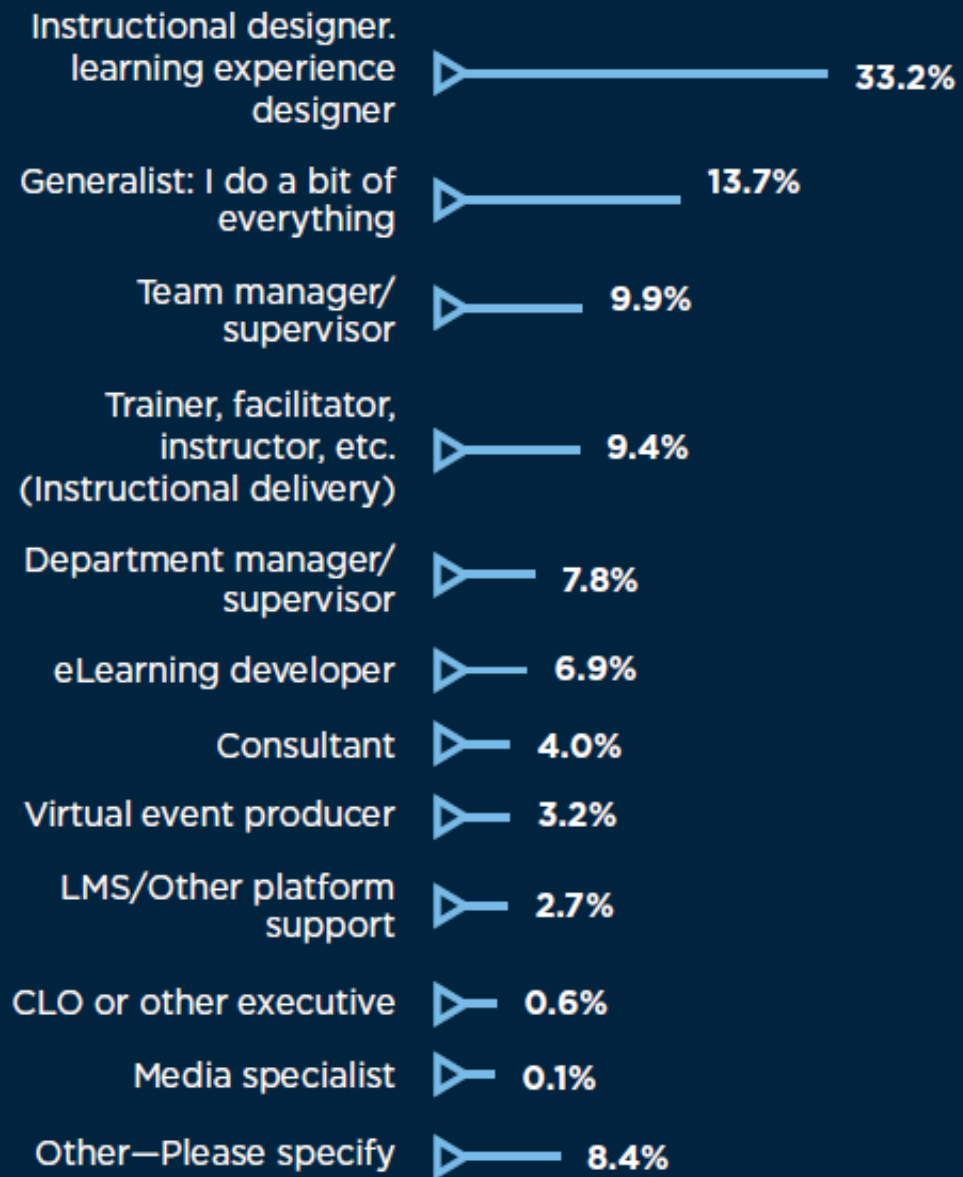 Instructional designer.
learning experience
designer
33.2%
Generalist: I do a bit of
everything
13.7%
Team manager/
supervisor
9.9%
Trainer, facilitator,
instructor, etc.
(Instructional delivery)
9.4%
Department manager/
supervisor
7.8%
eLearning developer
6.9%
Consultant
4.0%
Virtual event producer
3.2%
LMS/Other platform
support
2.7%
CLO or other executive
0.6%
Media specialist
0.1%
Other—Please specify
8.4%